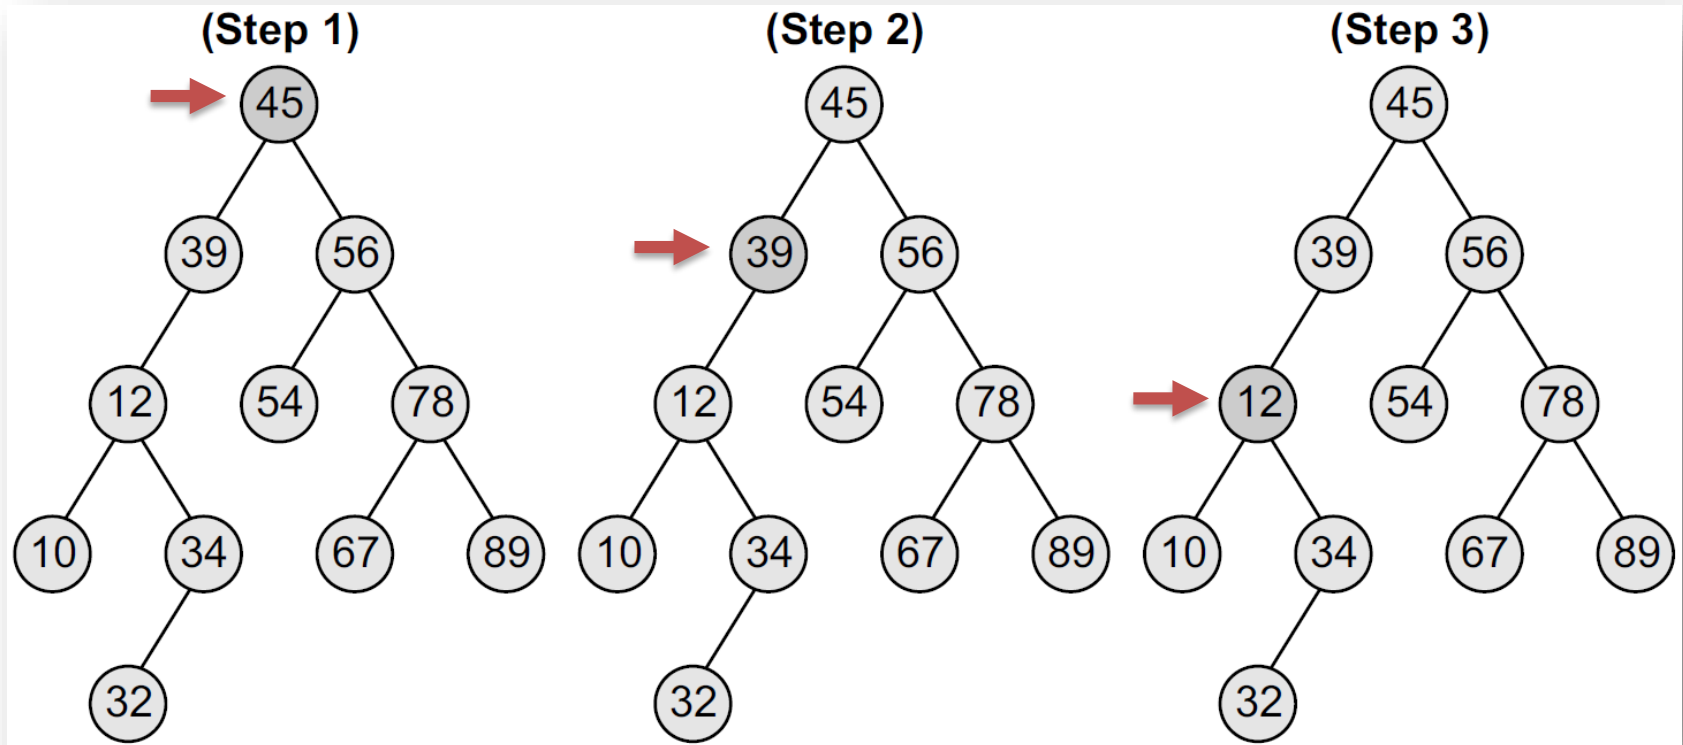 (Step 1) (Step 2) (Step 3)
45 45 45
39 56 39 56 39 56
12 54 78 12 54 78 12 54 78
10 34 67 89 10 34 67 89 10 34 67 89
32 32 32